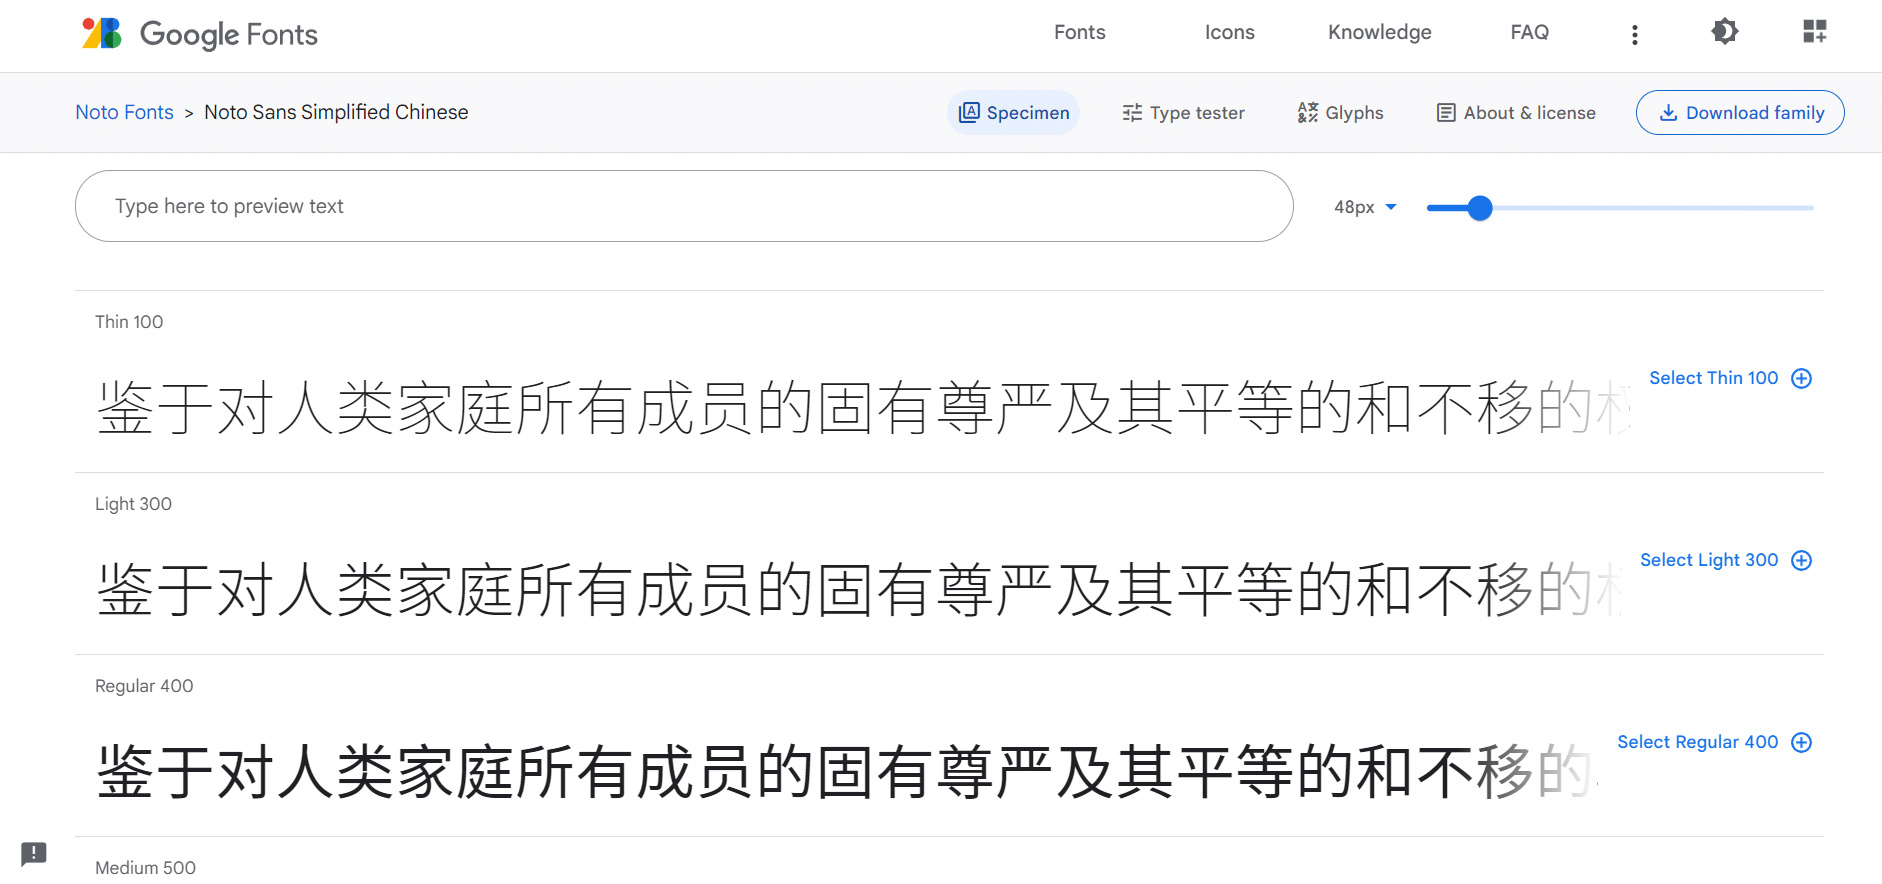 Google Fonts
Fonts Icons Knowledge FAQ
Noto Fonts > Noto Sans Simplified Chinese
Specimen Type tester Glyphs About & license Download family
Type here to preview text
48px
Thin 100
鉴于对人类家庭所有成员的固有尊严及其平等的和不移的
Select Thin 100
Light 300
鉴于对人类家庭所有成员的固有尊严及其平等的和不移的
Select Light 300
Regular 400
鉴于对人类家庭所有成员的固有尊严及其平等的和不移的
Select Regular 400
Medium 500